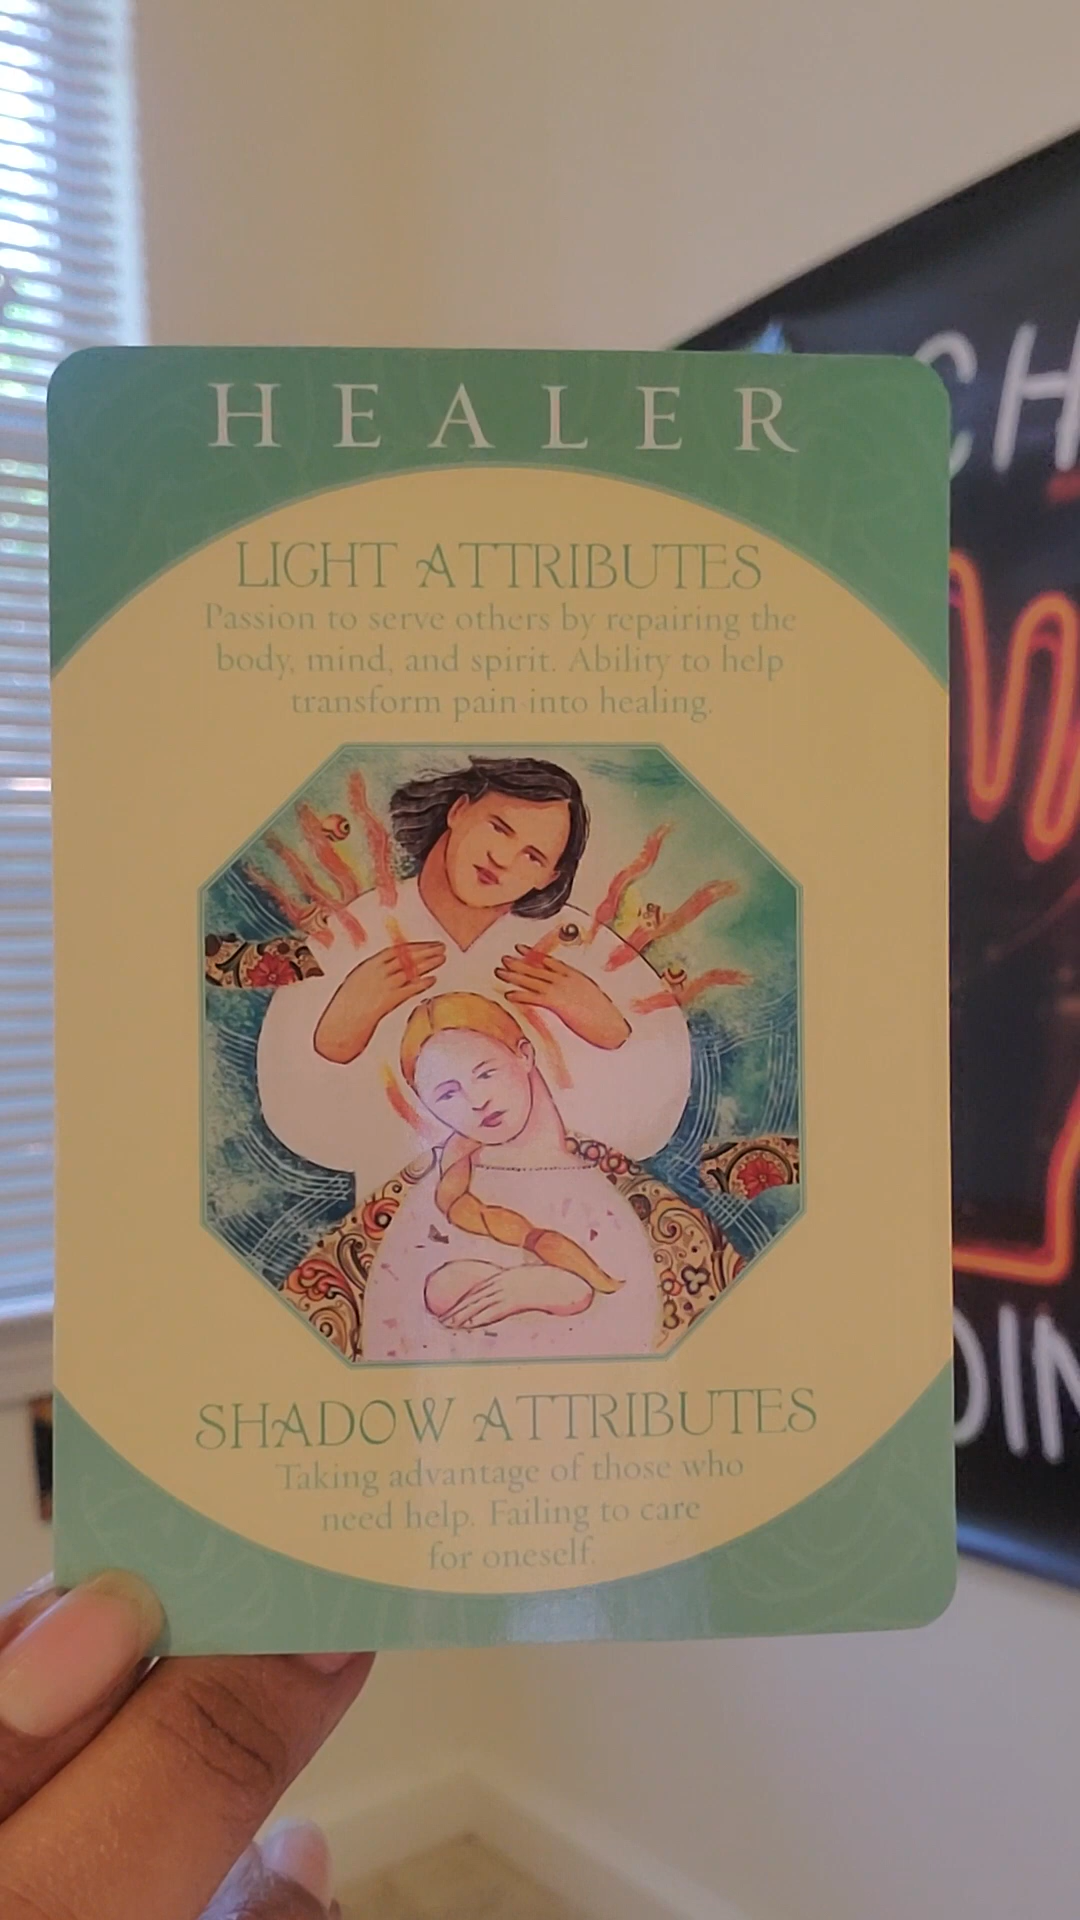 HEALER
LIGHT ATTRIBUTES
Passion to serve others by repairing the
body, mind, and spirit. Ability to help
transform pain into healing.
SHADOW ATTRIBUTES
Taking advantage of those who
need help. Failing to care
for oneself.
CH
W
OIN